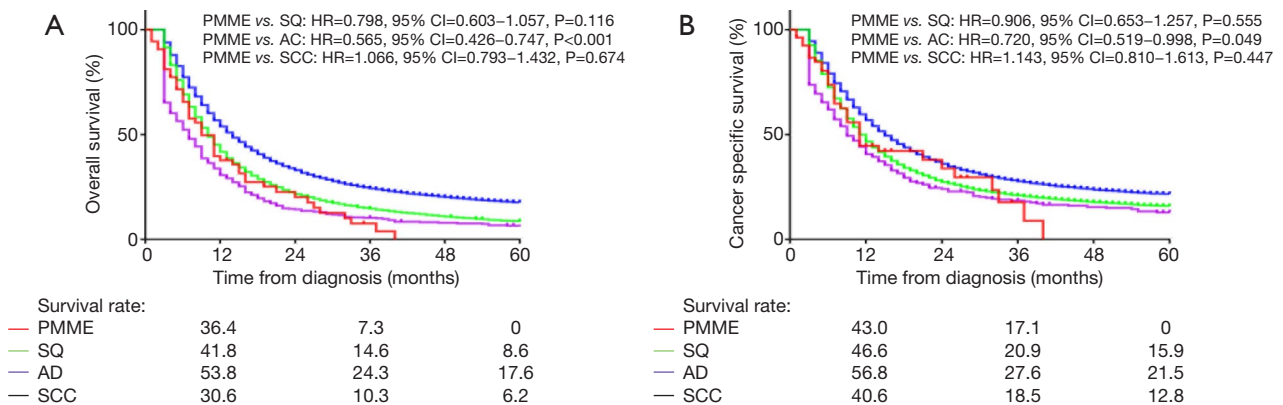 A
PMME vs. SQ: HR=0.798, 95% CI=0.603–1.057, P=0.116
PMME vs. AC: HR=0.565, 95% CI=0.426–0.747, P<0.001
PMME vs. SCC: HR=1.066, 95% CI=0.793–1.432, P=0.674
Overall survival (%)
100
50
0
0 12 24 36 48 60
Time from diagnosis (months)
Survival rate:
PMME 36.4 7.3 0
SQ 41.8 14.6 8.6
AD 53.8 24.3 17.6
SCC 30.6 10.3 6.2
B
PMME vs. SQ: HR=0.906, 95% CI=0.653–1.257, P=0.555
PMME vs. AC: HR=0.720, 95% CI=0.519–0.998, P=0.049
PMME vs. SCC: HR=1.143, 95% CI=0.810–1.613, P=0.447
Cancer specific survival (%)
100
50
0
0 12 24 36 48 60
Time from diagnosis (months)
Survival rate:
PMME 43.0 17.1 0
SQ 46.6 20.9 15.9
AD 56.8 27.6 21.5
SCC 40.6 18.5 12.8